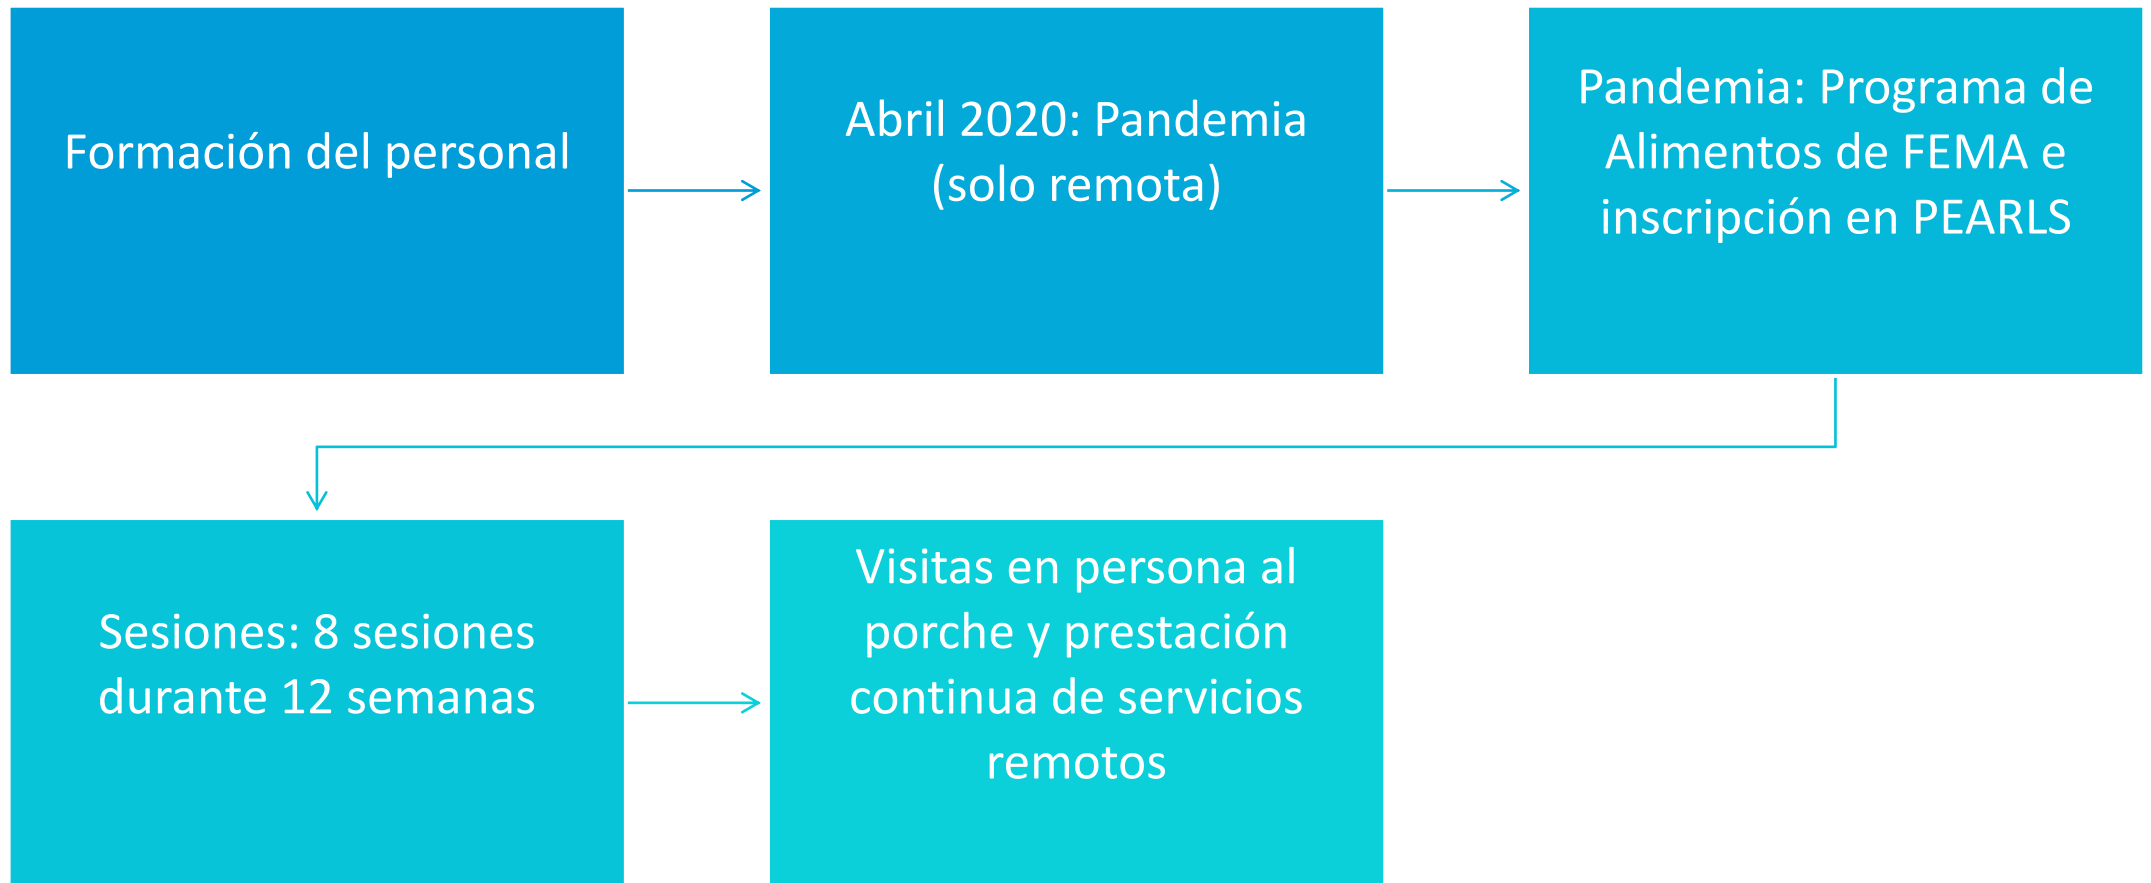 Formación del personal
Abril 2020: Pandemia
(solo remota)
Pandemia: Programa de
Alimentos de FEMA e
inscripción en PEARLS
Sesiones: 8 sesiones
durante 12 semanas
Visitas en persona al
porche y prestación
continua de servicios
remotos